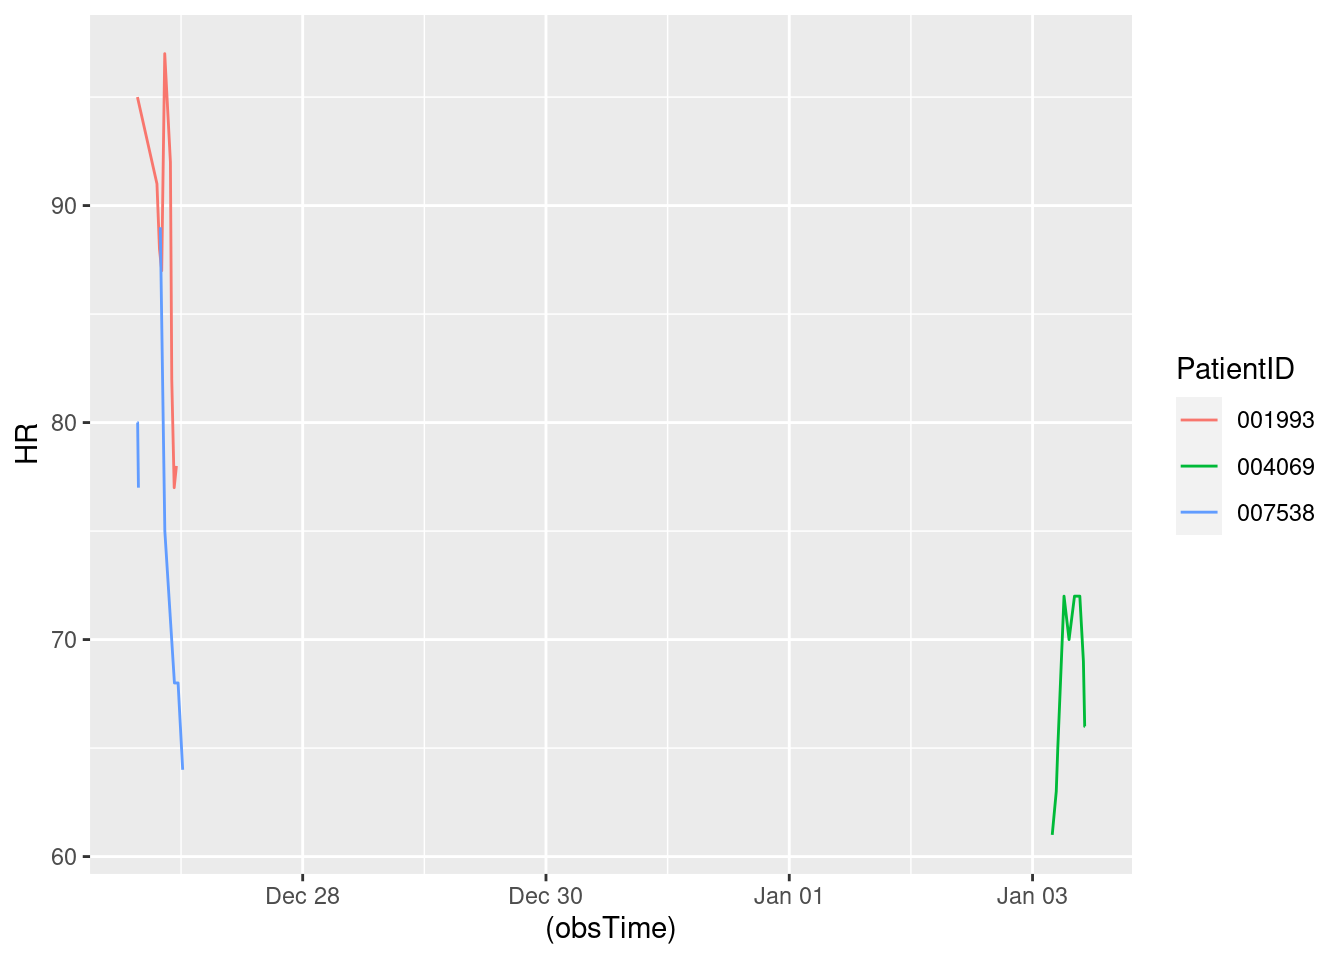 HR
90
80
70
60
Dec 28
Dec 30
Jan 01
Jan 03
(obsTime)
PatientID
001993
004069
007538